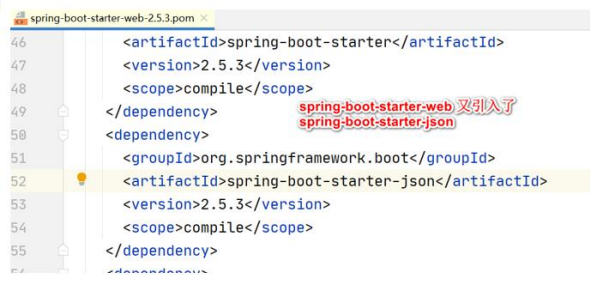 spring-boot-starter-web-2.5.3.pom ×
46 <artifactId>spring-boot-starter</artifactId>
47 <version>2.5.3</version>
48 <scope>compile</scope>
49 </dependency>
spring-boot-starter-web 又引入了
spring-boot-starter-json
50 <dependency>
51 <groupId>org.springframework.boot</groupId>
52 <artifactId>spring-boot-starter-json</artifactId>
53 <version>2.5.3</version>
54 <scope>compile</scope>
55 </dependency>
<dependency>